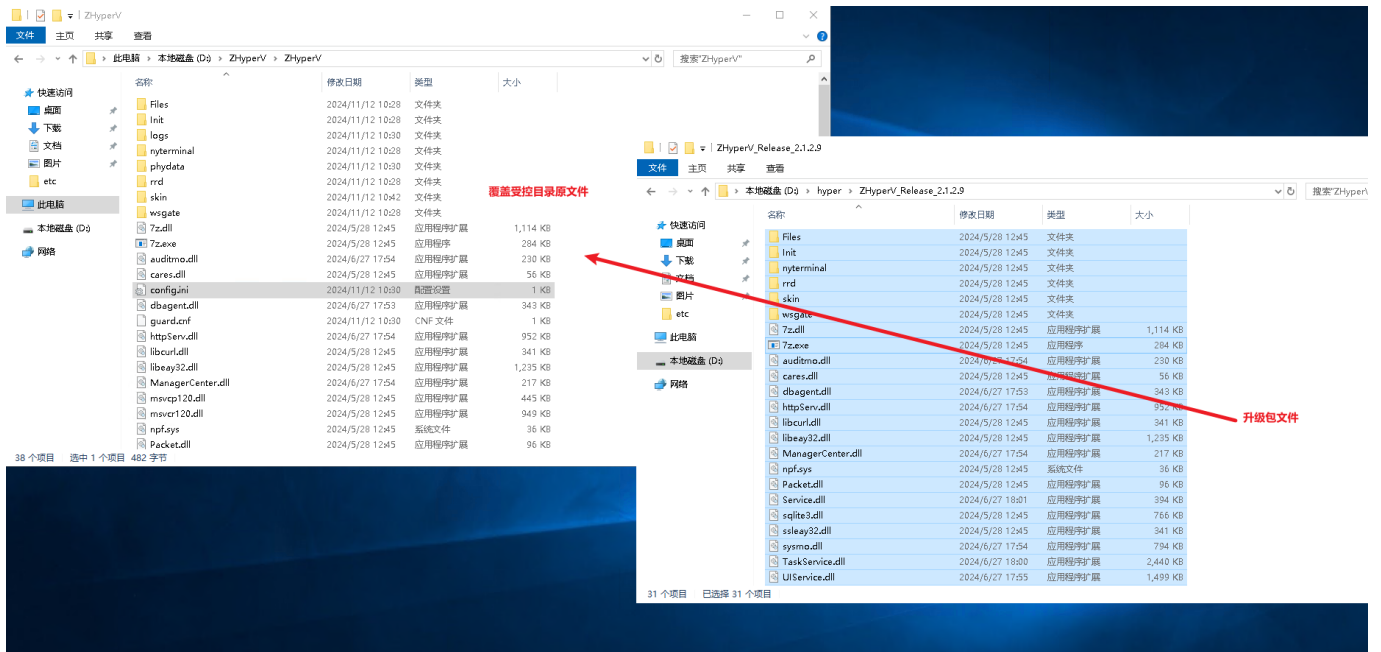 ZHyperV
文件 主页 共享 查看
此电脑 本地磁盘 (D:) ZHyperV ZHyperV
搜索"ZHyperV"
名称 修改日期 类型 大小
快速访问
桌面
下载
文档
图片
etc
此电脑
本地磁盘 (D:)
网络
Files 2024/11/12 10:28 文件夹
Init 2024/11/12 10:28 文件夹
logs 2024/11/12 10:30 文件夹
nyterminal 2024/11/12 10:28 文件夹
phydata 2024/11/12 10:30 文件夹
rrd 2024/11/12 10:28 文件夹
skin 2024/11/12 10:42 文件夹
wsgate 2024/11/12 10:28 文件夹
7z.dll 2024/5/28 12:45 应用程序扩展 1,114 KB
7z.exe 2024/5/28 12:45 应用程序 284 KB
auditmo.dll 2024/6/27 17:54 应用程序扩展 230 KB
cares.dll 2024/5/28 12:45 应用程序扩展 56 KB
config.ini 2024/11/12 10:30 配置设置 1 KB
dbagent.dll 2024/6/27 17:53 应用程序扩展 343 KB
guard.cnf 2024/11/12 10:30 CNF 文件 1 KB
httpServ.dll 2024/6/27 17:54 应用程序扩展 952 KB
libcurl.dll 2024/5/28 12:45 应用程序扩展 341 KB
libeay32.dll 2024/5/28 12:45 应用程序扩展 1,235 KB
ManagerCenter.dll 2024/6/27 17:54 应用程序扩展 217 KB
msvcp120.dll 2024/5/28 12:45 应用程序扩展 445 KB
msvcr120.dll 2024/5/28 12:45 应用程序扩展 949 KB
npf.sys 2024/5/28 12:45 系统文件 36 KB
Packet.dll 2024/5/28 12:45 应用程序扩展 96 KB
38 个项目 选中 1 个项目 482 字节
覆盖受控目录原文件
ZHyperV_Release_2.1.2.9
文件 主页 共享 查看
本地磁盘 (D:) hyper ZHyperV_Release_2.1.2.9
搜索"ZHyperV
名称 修改日期 类型 大小
快速访问
桌面
下载
文档
图片
etc
此电脑
本地磁盘 (D:)
网络
Files 2024/5/28 12:45 文件夹
Init 2024/5/28 12:45 文件夹
nyterminal 2024/5/28 12:45 文件夹
rrd 2024/5/28 12:45 文件夹
skin 2024/5/28 12:45 文件夹
wsgate 2024/5/28 12:45 文件夹
7z.dll 2024/5/28 12:45 应用程序扩展 1,114 KB
7z.exe 2024/5/28 12:45 应用程序 284 KB
auditmo.dll 2024/6/27 17:54 应用程序扩展 230 KB
cares.dll 2024/5/28 12:45 应用程序扩展 56 KB
dbagent.dll 2024/6/27 17:53 应用程序扩展 343 KB
httpServ.dll 2024/6/27 17:54 应用程序扩展 952 KB
libcurl.dll 2024/5/28 12:45 应用程序扩展 341 KB
libeay32.dll 2024/5/28 12:45 应用程序扩展 1,235 KB
ManagerCenter.dll 2024/6/27 17:54 应用程序扩展 217 KB
npf.sys 2024/5/28 12:45 系统文件 36 KB
Packet.dll 2024/5/28 12:45 应用程序扩展 96 KB
Service.dll 2024/6/27 18:01 应用程序扩展 394 KB
sqlite3.dll 2024/5/28 12:45 应用程序扩展 766 KB
ssleay32.dll 2024/5/28 12:45 应用程序扩展 341 KB
sysmo.dll 2024/6/27 17:54 应用程序扩展 794 KB
TaskService.dll 2024/6/27 18:00 应用程序扩展 2,440 KB
UIService.dll 2024/6/27 17:55 应用程序扩展 1,499 KB
31 个项目 已选择 31 个项目
升级包文件